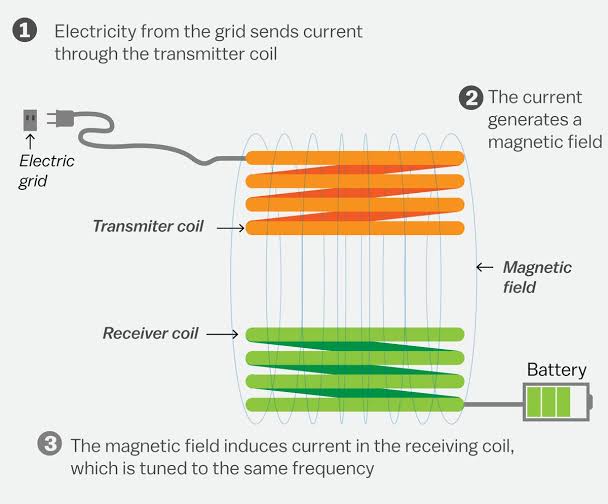 1 Electricity from the grid sends current
through the transmitter coil
2 The current
generates a
magnetic field
Electric
grid
Transmiter coil
Magnetic
field
Receiver coil
Battery
3 The magnetic field induces current in the receiving coil,
which is tuned to the same frequency